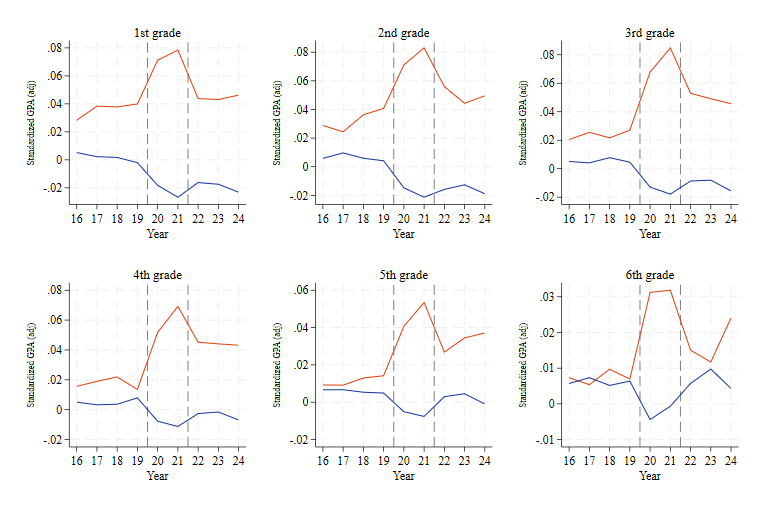 1st grade
Standardized GPA (adj)
.08
.06
.04
.02
0
-.02
16 17 18 19 20 21 22 23 24
Year
2nd grade
Standardized GPA (adj)
.08
.06
.04
.02
0
-.02
16 17 18 19 20 21 22 23 24
Year
3rd grade
Standardized GPA (adj)
.08
.06
.04
.02
0
-.02
16 17 18 19 20 21 22 23 24
Year
4th grade
Standardized GPA (adj)
.08
.06
.04
.02
0
-.02
16 17 18 19 20 21 22 23 24
Year
5th grade
Standardized GPA (adj)
.06
.04
.02
0
-.02
16 17 18 19 20 21 22 23 24
Year
6th grade
Standardized GPA (adj)
.03
.02
.01
0
-.01
16 17 18 19 20 21 22 23 24
Year